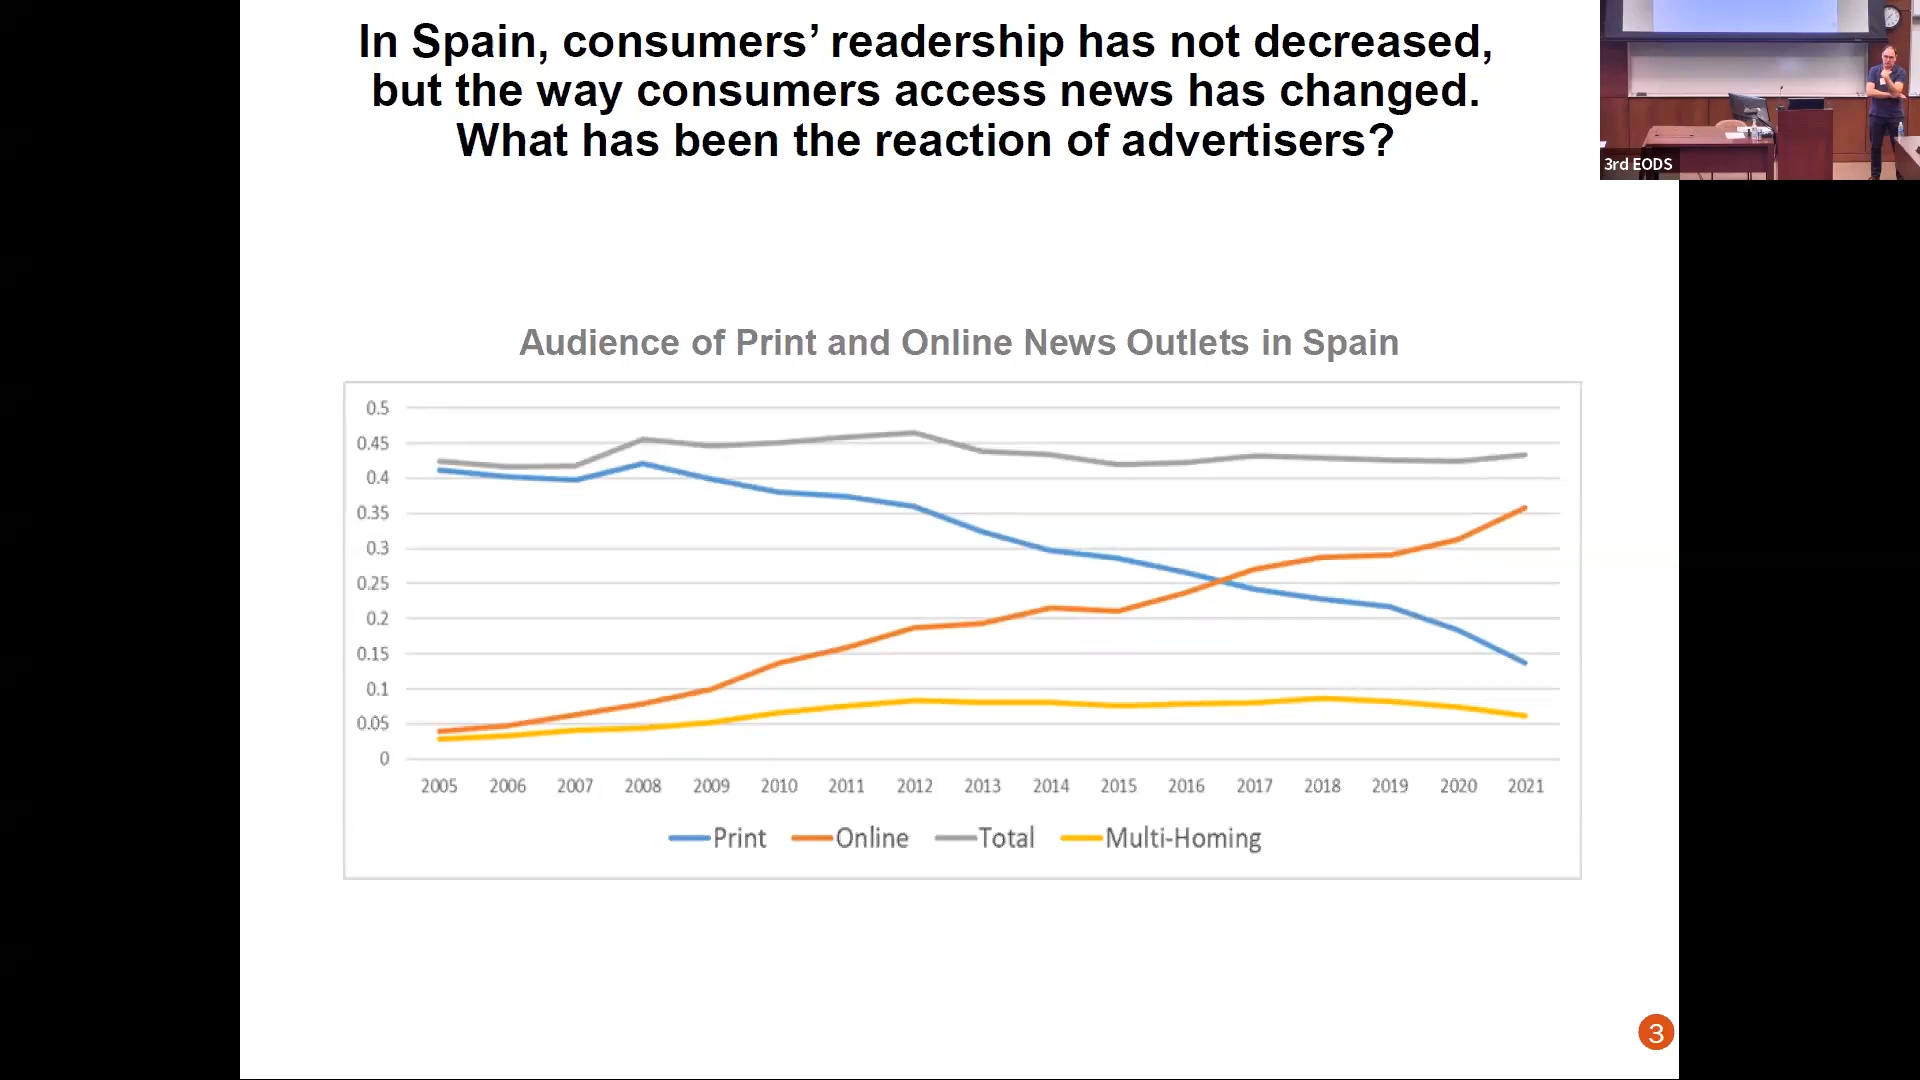 In Spain, consumers’ readership has not decreased,
but the way consumers access news has changed.
What has been the reaction of advertisers?
3rd EODS
Audience of Print and Online News Outlets in Spain
0.5
0.45
0.4
0.35
0.3
0.25
0.2
0.15
0.1
0.05
0
2005 2006 2007 2008 2009 2010 2011 2012 2013 2014 2015 2016 2017 2018 2019 2020 2021
Print Online Total Multi-Homing
3